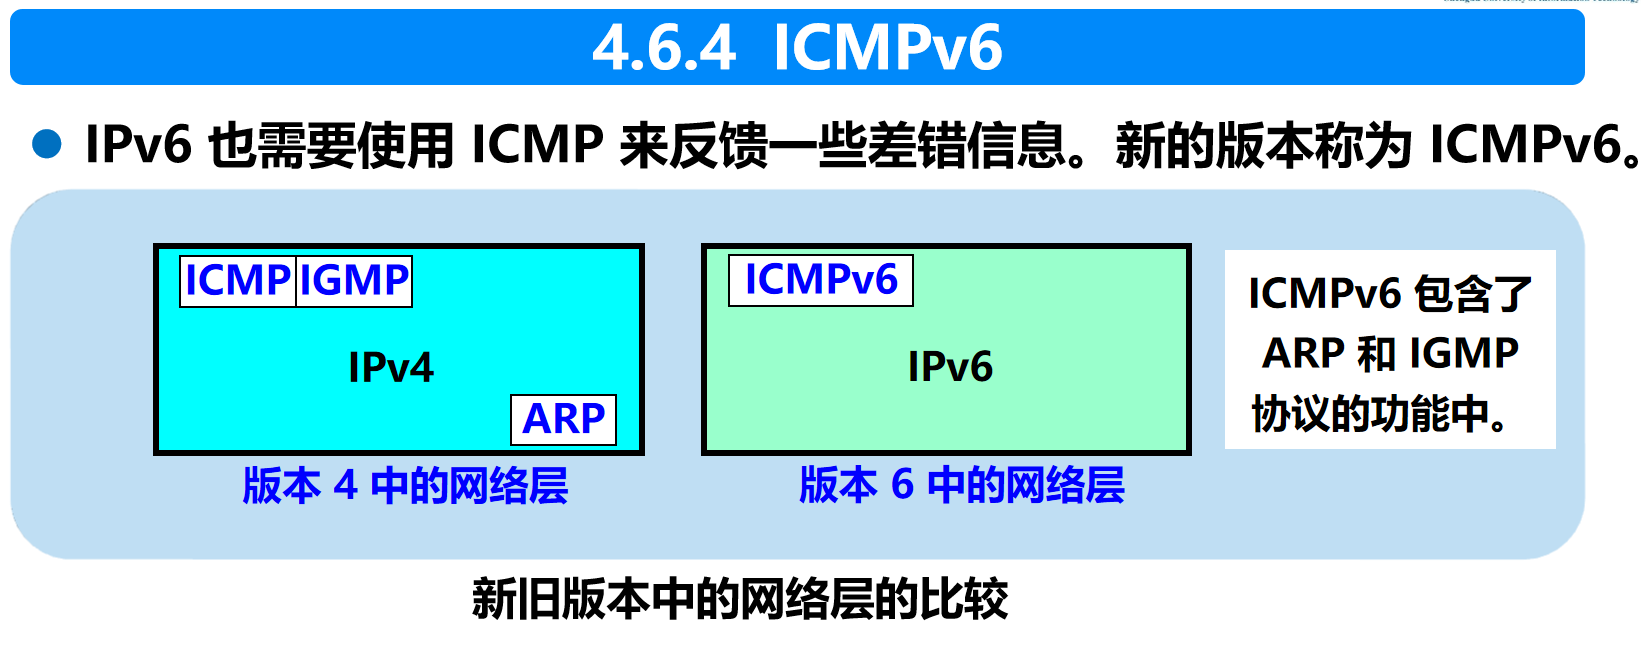 4.6.4 ICMPv6
IPv6 也需要使用 ICMP 来反馈一些差错信息。新的版本称为 ICMPv6。
ICMP IGMP
IPv4
ARP
版本 4 中的网络层
ICMPv6
IPv6
版本 6 中的网络层
ICMPv6 包含了
ARP 和 IGMP
协议的功能中。
新旧版本中的网络层的比较